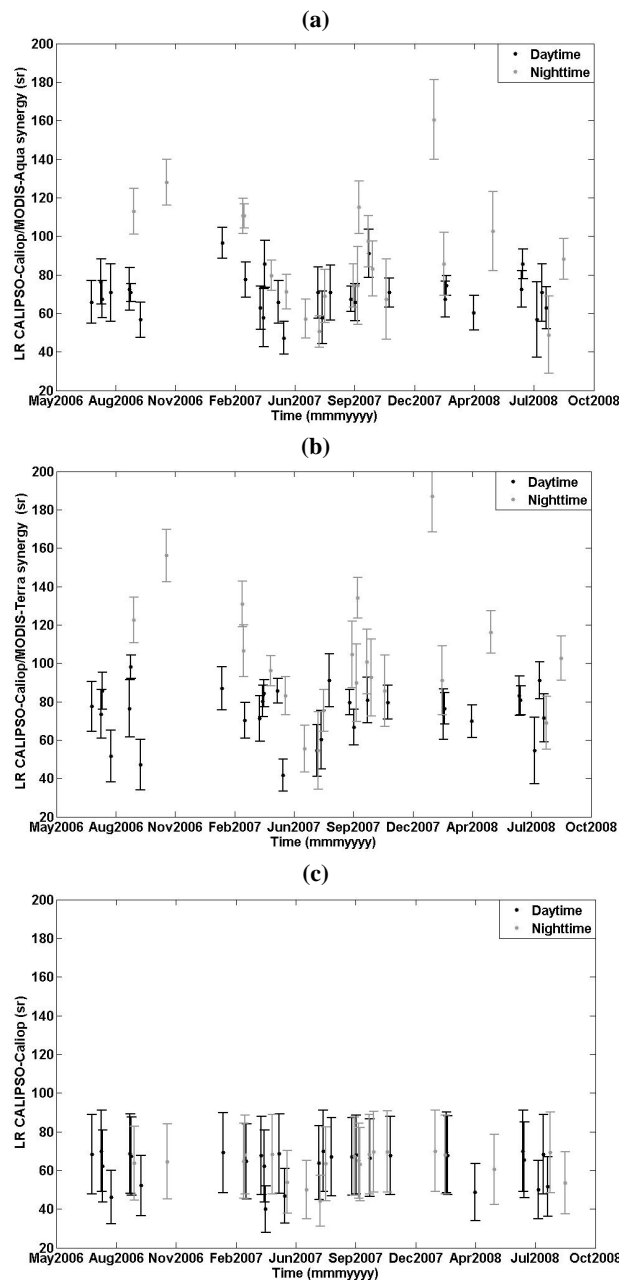 (a)
200
180
160
140
120
100
80
60
40
20
LR CALIPSO-Caliop/MODIS-Aqua synergy (sr)
Daytime
Nighttime
May2006 Aug2006 Nov2006 Feb2007 Jun2007 Sep2007 Dec2007 Apr2008 Jul2008 Oct2008
Time (mmmyyyy)
(b)
200
180
160
140
120
100
80
60
40
20
LR CALIPSO-Caliop/MODIS-Terra synergy (sr)
Daytime
Nighttime
May2006 Aug2006 Nov2006 Feb2007 Jun2007 Sep2007 Dec2007 Apr2008 Jul2008 Oct2008
Time (mmmyyyy)
(c)
200
180
160
140
120
100
80
60
40
20
LR CALIPSO-Caliop (sr)
Daytime
Nighttime
May2006 Aug2006 Nov2006 Feb2007 Jun2007 Sep2007 Dec2007 Apr2008 Jul2008 Oct2008
Time (mmmyyyy)